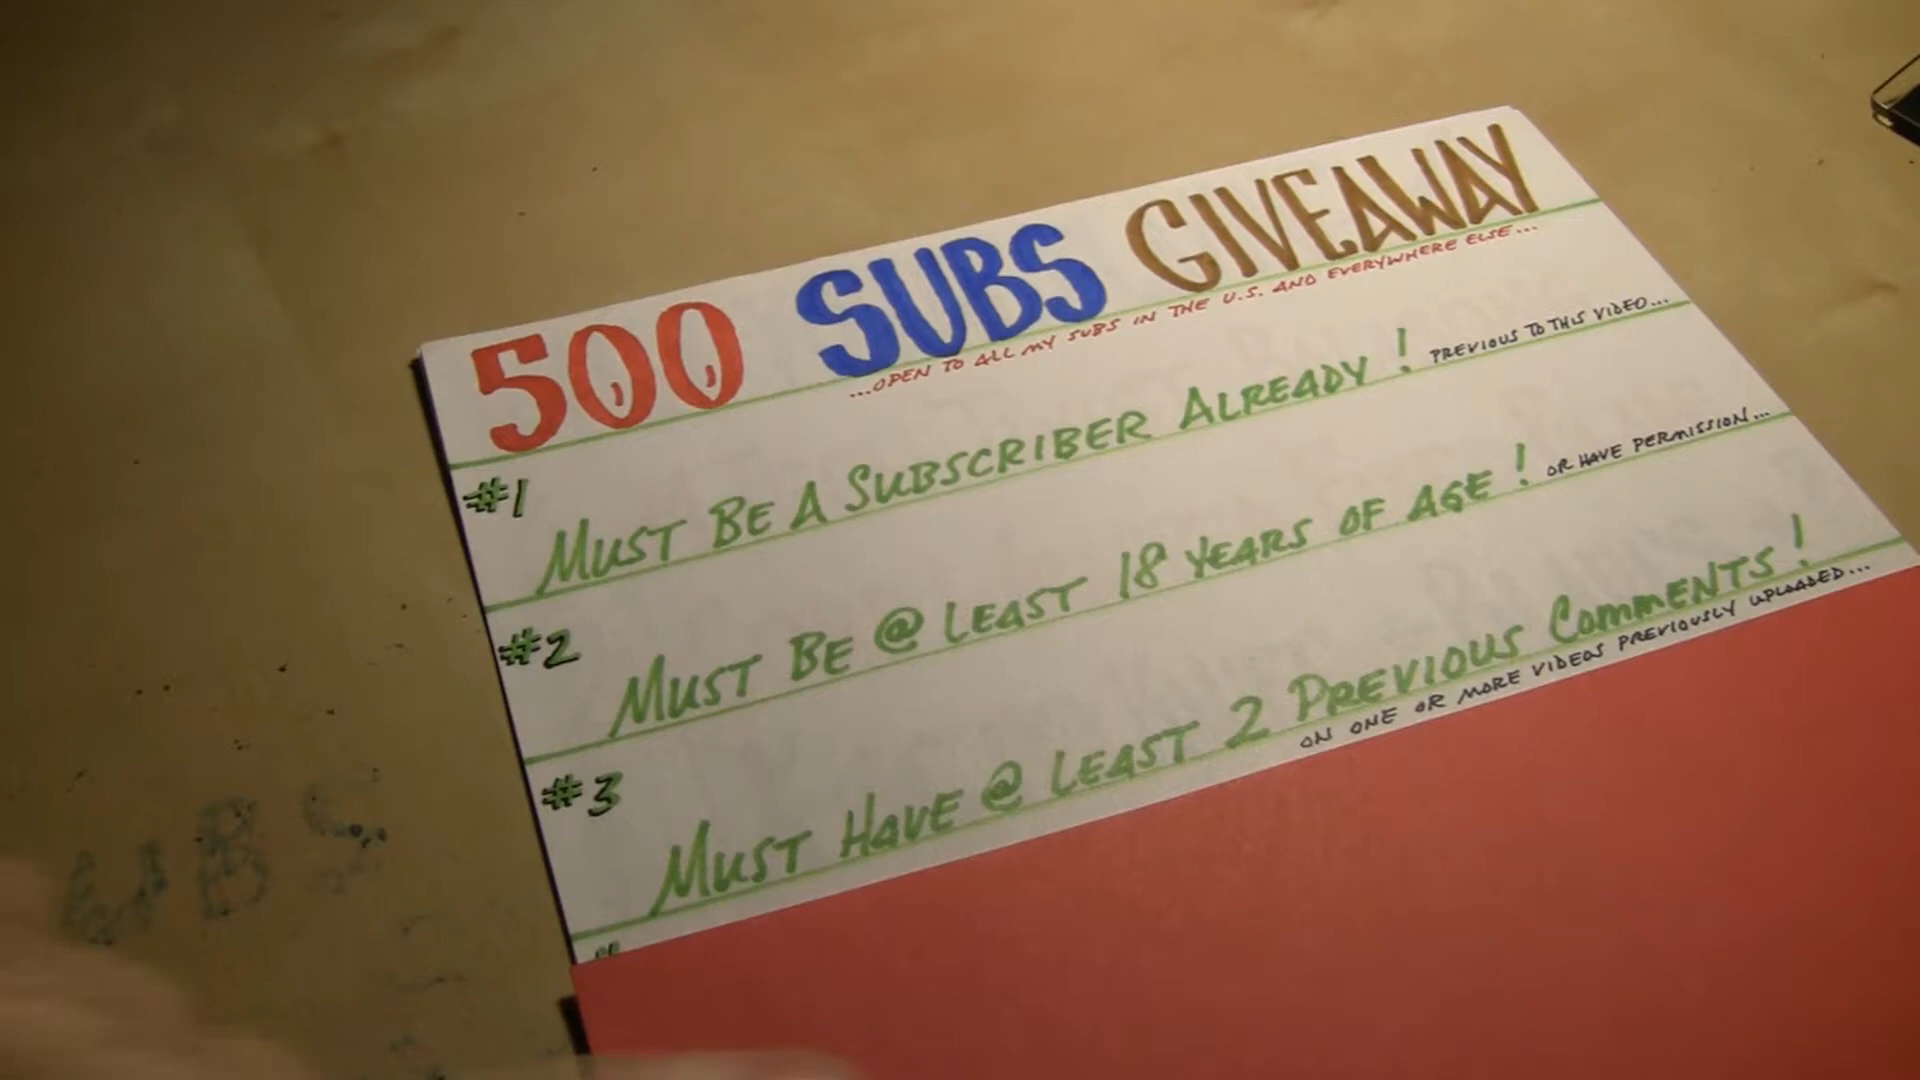 500 SUBS GIVEAWAY
...OPEN TO ALL MY SUBS IN THE U.S. AND EVERYWHERE ELSE...
#1
MUST BE A SUBSCRIBER ALREADY! PREVIOUS TO THIS VIDEO...
#2
MUST BE @ LEAST 18 YEARS OF AGE! OR HAVE PERMISSION...
#3
MUST HAVE @ LEAST 2 PREVIOUS COMMENTS!
ON ONE OR MORE VIDEOS PREVIOUSLY UPLOADED...
UBS